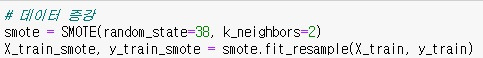 # 데이터 증강
smote = SMOTE(random_state=38, k_neighbors=2)
X_train_smote, y_train_smote = smote.fit_resample(X_train, y_train)